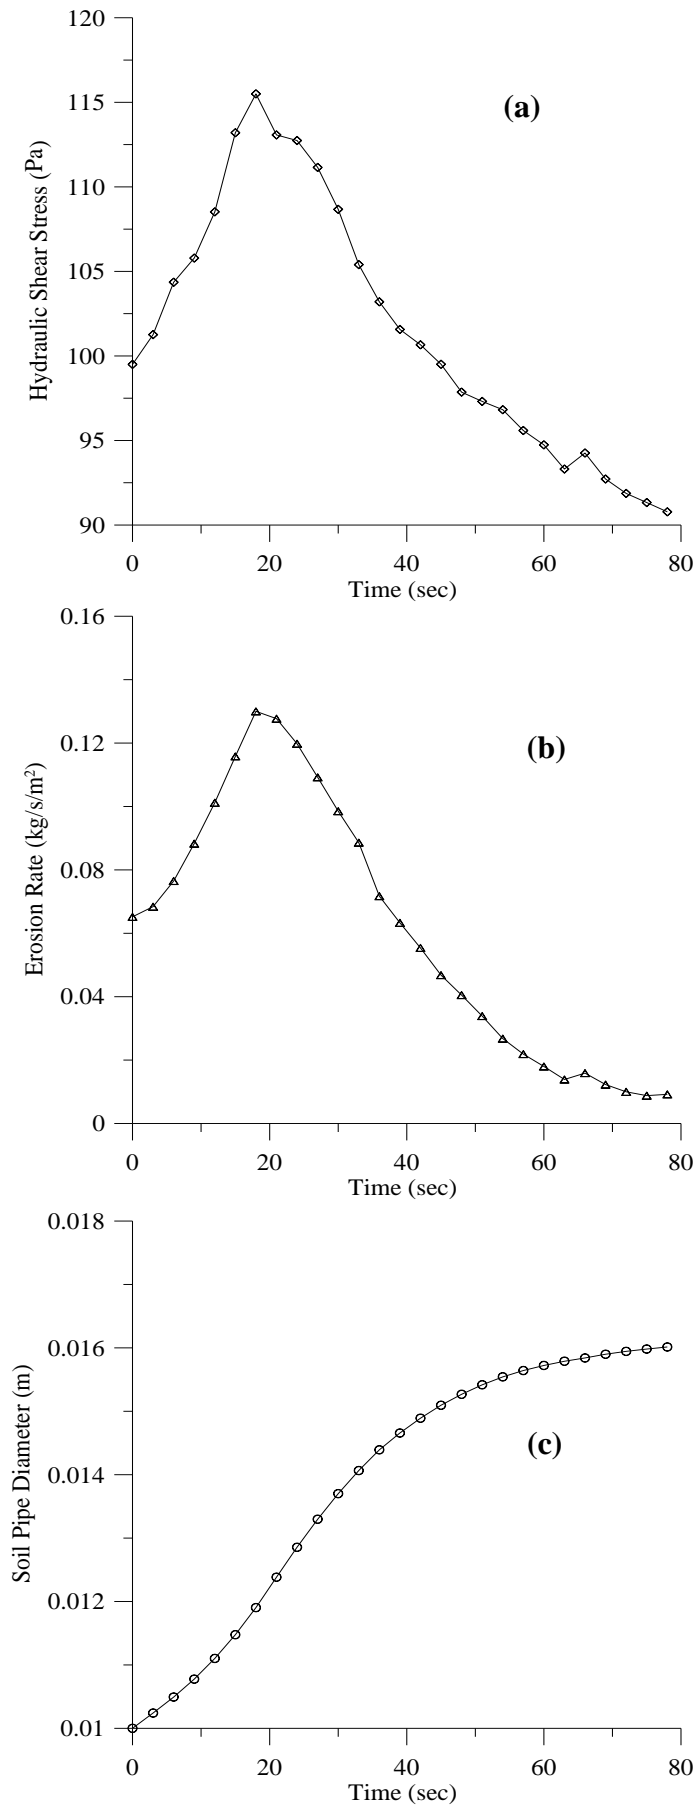 120
115
(a)
110
105
100
95
90
Hydraulic Shear Stress (Pa)
0 20 40 60 80
Time (sec)
0.16
0.12
(b)
0.08
0.04
0
Erosion Rate (kg/s/m²)
0 20 40 60 80
Time (sec)
0.018
0.016
(c)
0.014
0.012
0.01
Soil Pipe Diameter (m)
0 20 40 60 80
Time (sec)